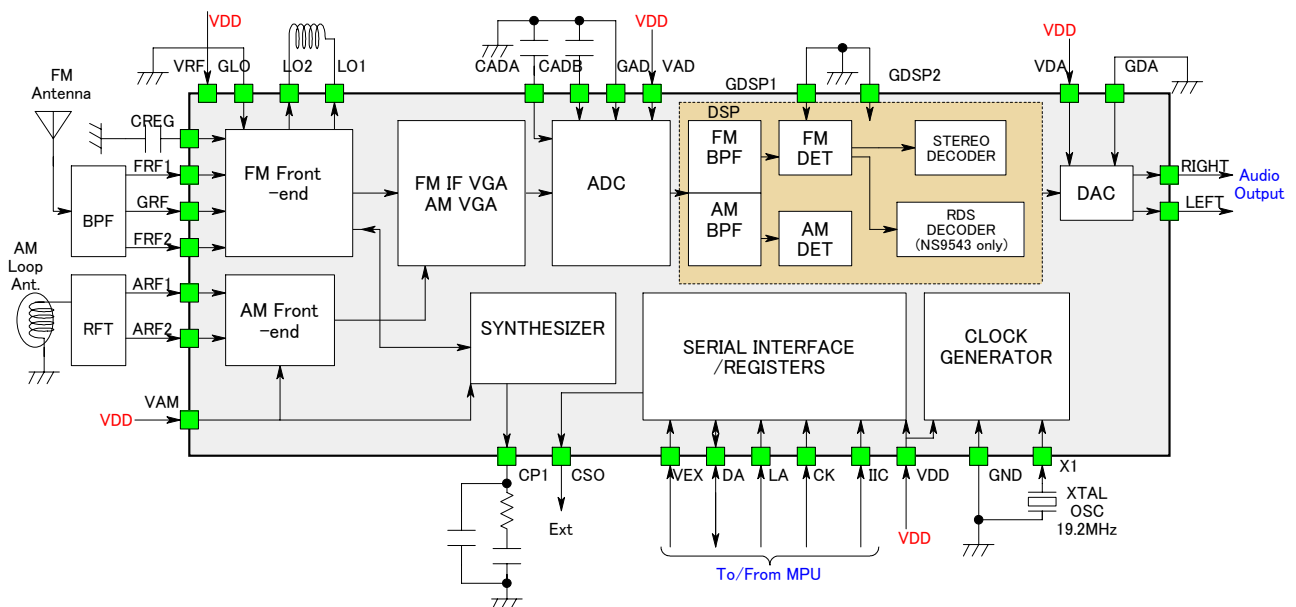 VDD
VRF
GLO
LO2
LO1
CADA
CADB
GAD
VDD
VAD
GDSP1
GDSP2
VDD
VDA
GDA
FM
Antenna
CREG
FRF1
GRF
FRF2
BPF
FM Front
-end
FM IF VGA
AM VGA
ADC
DSP
FM
BPF
AM
BPF
FM
DET
AM
DET
STEREO
DECODER
RDS
DECODER
(NS9543 only)
DAC
RIGHT
LEFT
Audio
Output
AM
Loop
Ant.
RFT
ARF1
ARF2
AM Front
-end
SYNTHESIZER
SERIAL INTERFACE
/REGISTERS
CLOCK
GENERATOR
VDD
VAM
CP1
CSO
VEX
DA
LA
CK
IIC
VDD
GND
X1
Ext
VDD
XTAL
OSC
19.2MHz
To/From MPU